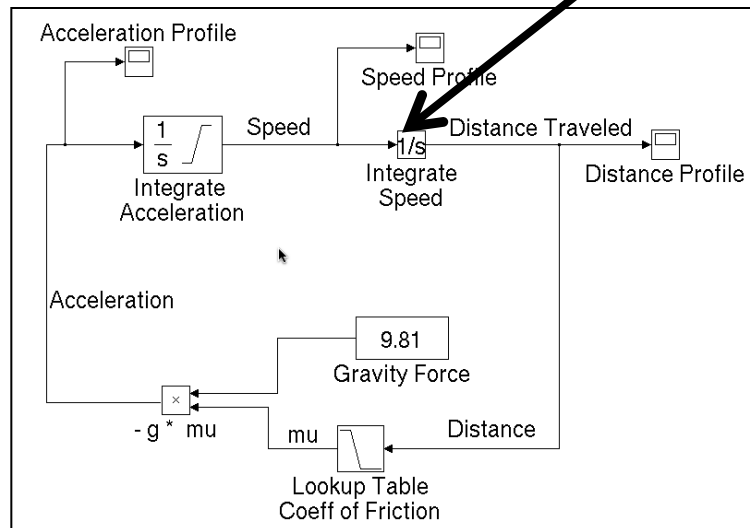 Acceleration Profile
Speed Profile
1
s
Speed
1/s
Distance Traveled
Integrate
Acceleration
Integrate
Speed
Distance Profile
Acceleration
9.81
Gravity Force
×
- g * mu
mu
Distance
Lookup Table
Coeff of Friction